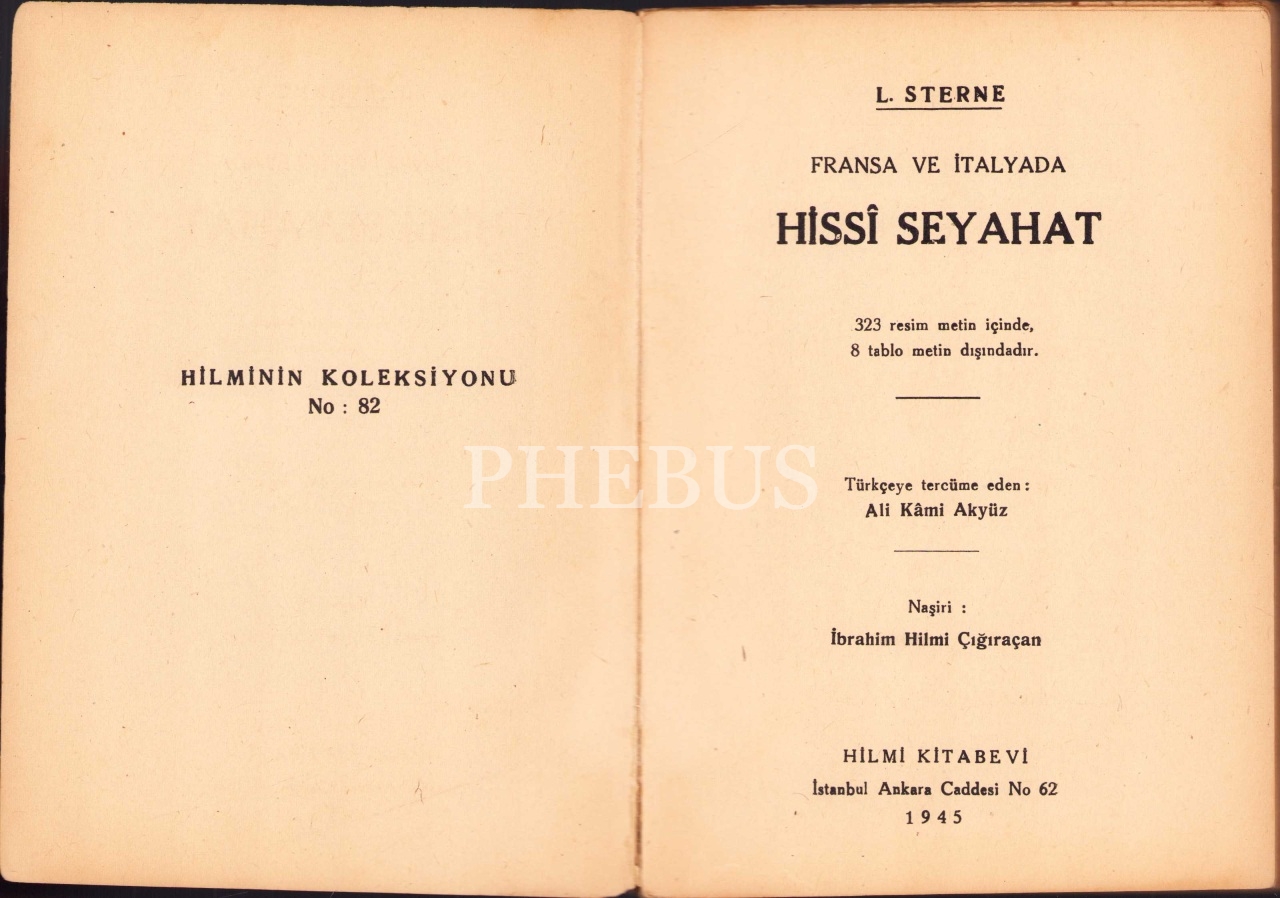 HİLMİNİN KOLEKSİYONU
No : 82
L. STERNE
FRANSA VE İTALYADA
HİSSÎ SEYAHAT
323 resim metin içinde,
8 tablo metin dışındadır.
Türkçeye tercüme eden :
Ali Kâmi Akyüz
Naşiri :
İbrahim Hilmi Çığıraçan
HİLMİ KİTABEVİ
İstanbul Ankara Caddesi No 62
1945
PHEBUS